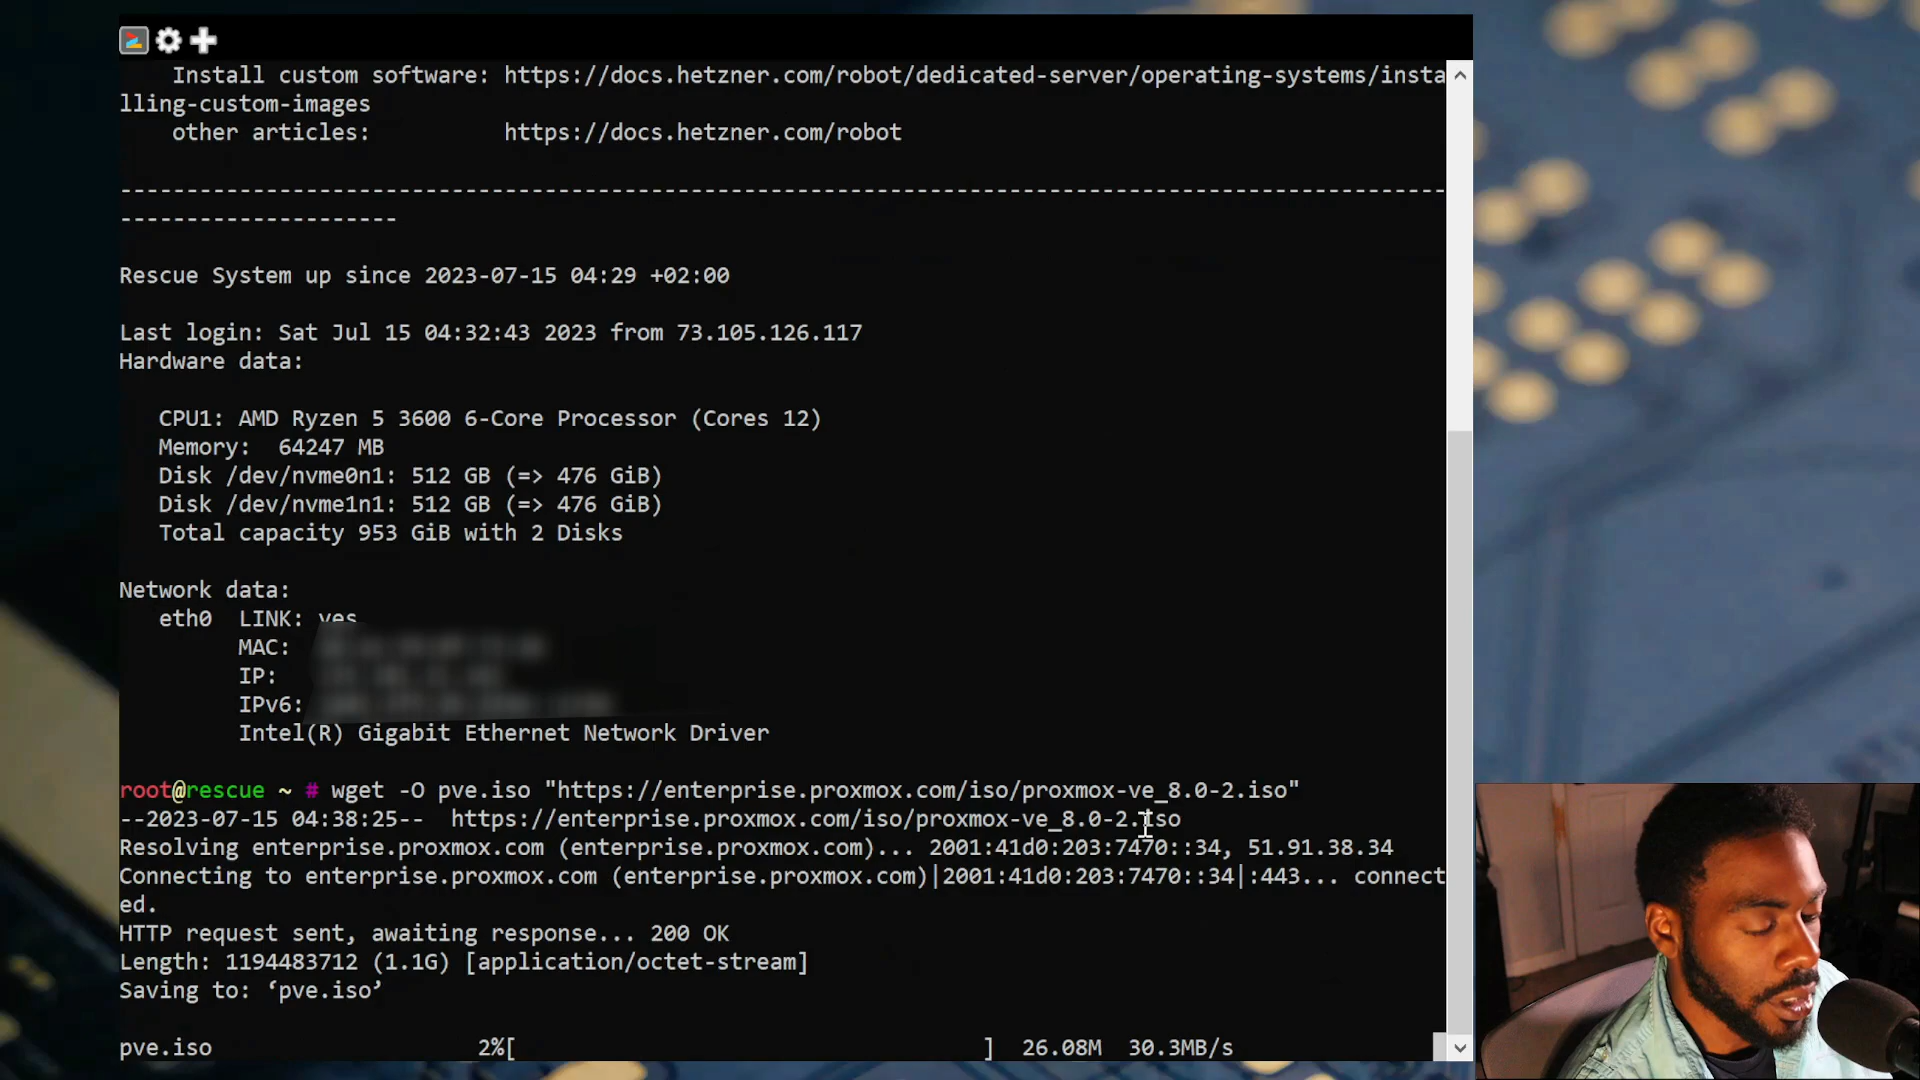 Install custom software: https://docs.hetzner.com/robot/dedicated-server/operating-systems/insta
lling-custom-images
other articles: https://docs.hetzner.com/robot
----------------------------------------------------------------------------------------------------
---------------------
Rescue System up since 2023-07-15 04:29 +02:00
Last login: Sat Jul 15 04:32:43 2023 from 73.105.126.117
Hardware data:
CPU1: AMD Ryzen 5 3600 6-Core Processor (Cores 12)
Memory: 64247 MB
Disk /dev/nvme0n1: 512 GB (=> 476 GiB)
Disk /dev/nvme1n1: 512 GB (=> 476 GiB)
Total capacity 953 GiB with 2 Disks
Network data:
eth0 LINK: yes
MAC:
IP:
IPv6:
Intel(R) Gigabit Ethernet Network Driver
root@rescue ~ # wget -O pve.iso "https://enterprise.proxmox.com/iso/proxmox-ve_8.0-2.iso"
--2023-07-15 04:38:25-- https://enterprise.proxmox.com/iso/proxmox-ve_8.0-2.iso
Resolving enterprise.proxmox.com (enterprise.proxmox.com)... 2001:41d0:203:7470::34, 51.91.38.34
Connecting to enterprise.proxmox.com (enterprise.proxmox.com)|2001:41d0:203:7470::34|:443... connect
ed.
HTTP request sent, awaiting response... 200 OK
Length: 1194483712 (1.1G) [application/octet-stream]
Saving to: ‘pve.iso’
pve.iso 2%[ ] 26.08M 30.3MB/s